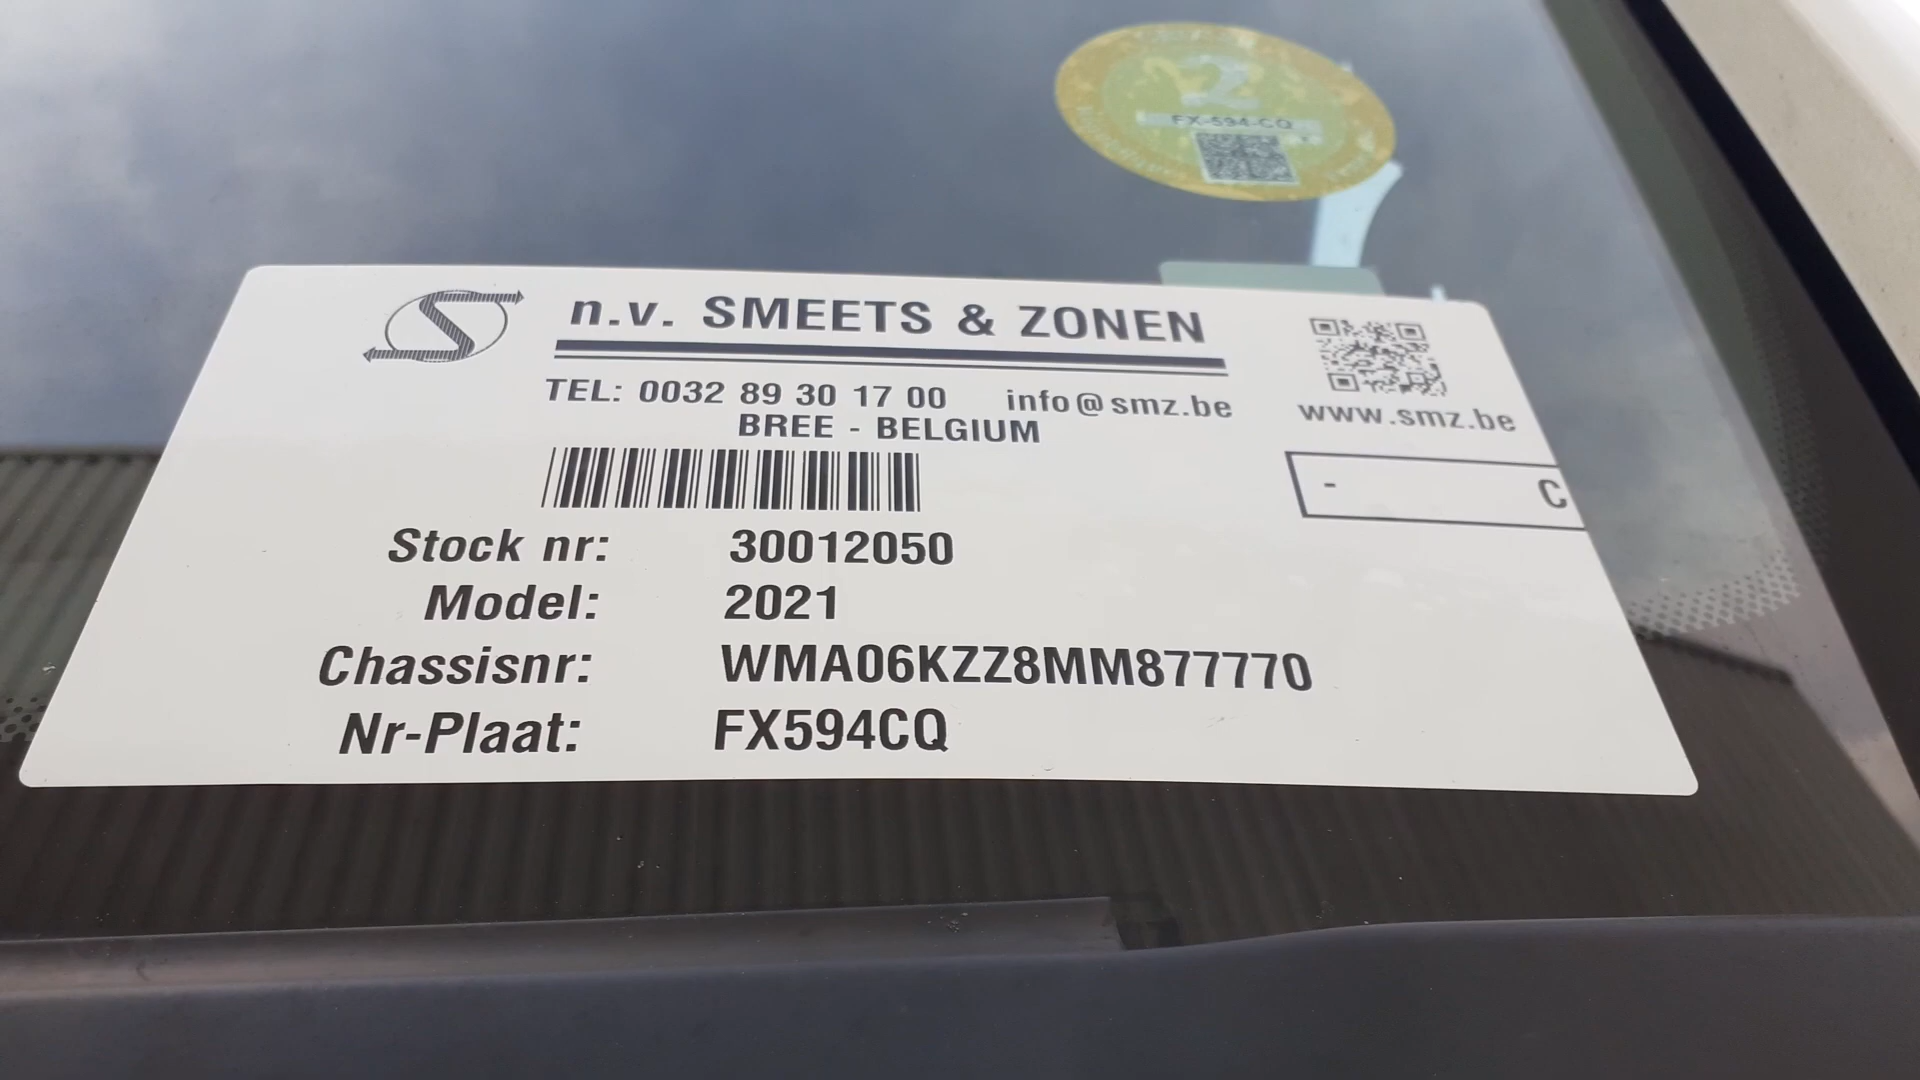 2
FX-594-CQ
n.v. SMEETS & ZONEN
TEL: 0032 89 30 17 00 info@smz.be
BREE - BELGIUM
www.smz.be
- C
Stock nr: 30012050
Model: 2021
Chassisnr: WMA06KZZ8MM877770
Nr-Plaat: FX594CQ